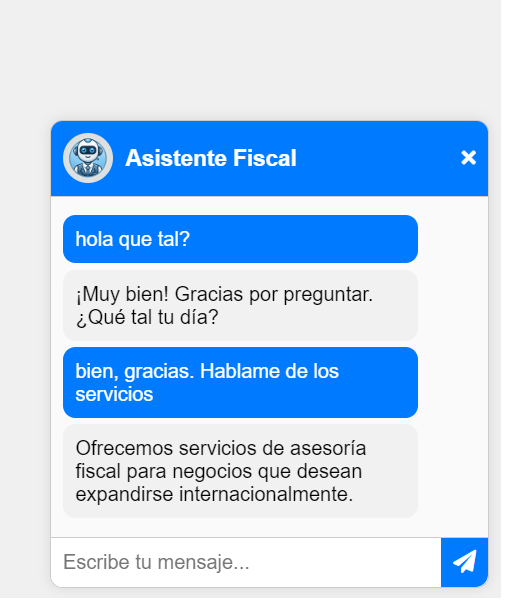 Asistente Fiscal
hola que tal?
¡Muy bien! Gracias por preguntar.
¿Qué tal tu día?
bien, gracias. Hablame de los
servicios
Ofrecemos servicios de asesoría
fiscal para negocios que desean
expandirse internacionalmente.
Escribe tu mensaje...